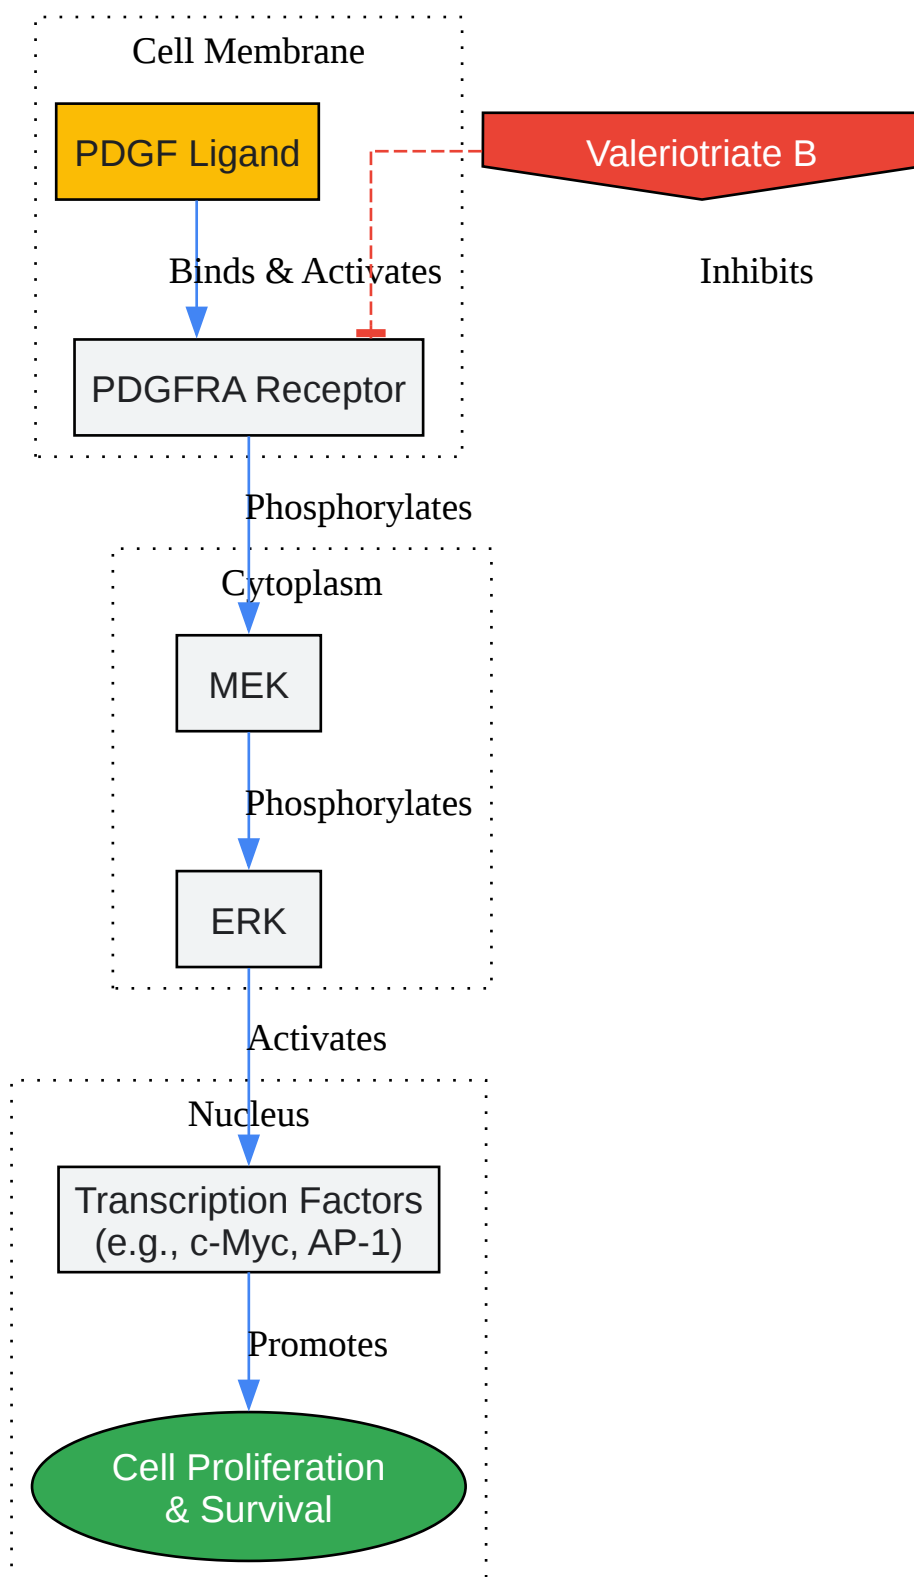 Cell Membrane
PDGF Ligand
Valeriotriate B
Binds & Activates
Inhibits
PDGFRA Receptor
Phosphorylates
Cytoplasm
MEK
Phosphorylates
ERK
Activates
Nucleus
Transcription Factors
(e.g., c-Myc, AP-1)
Promotes
Cell Proliferation
& Survival